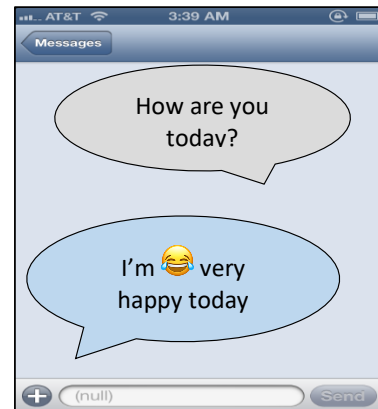 AT&T 3:39 AM
Messages
How are you
today?
I'm 😂 very
happy today
(null)
Send